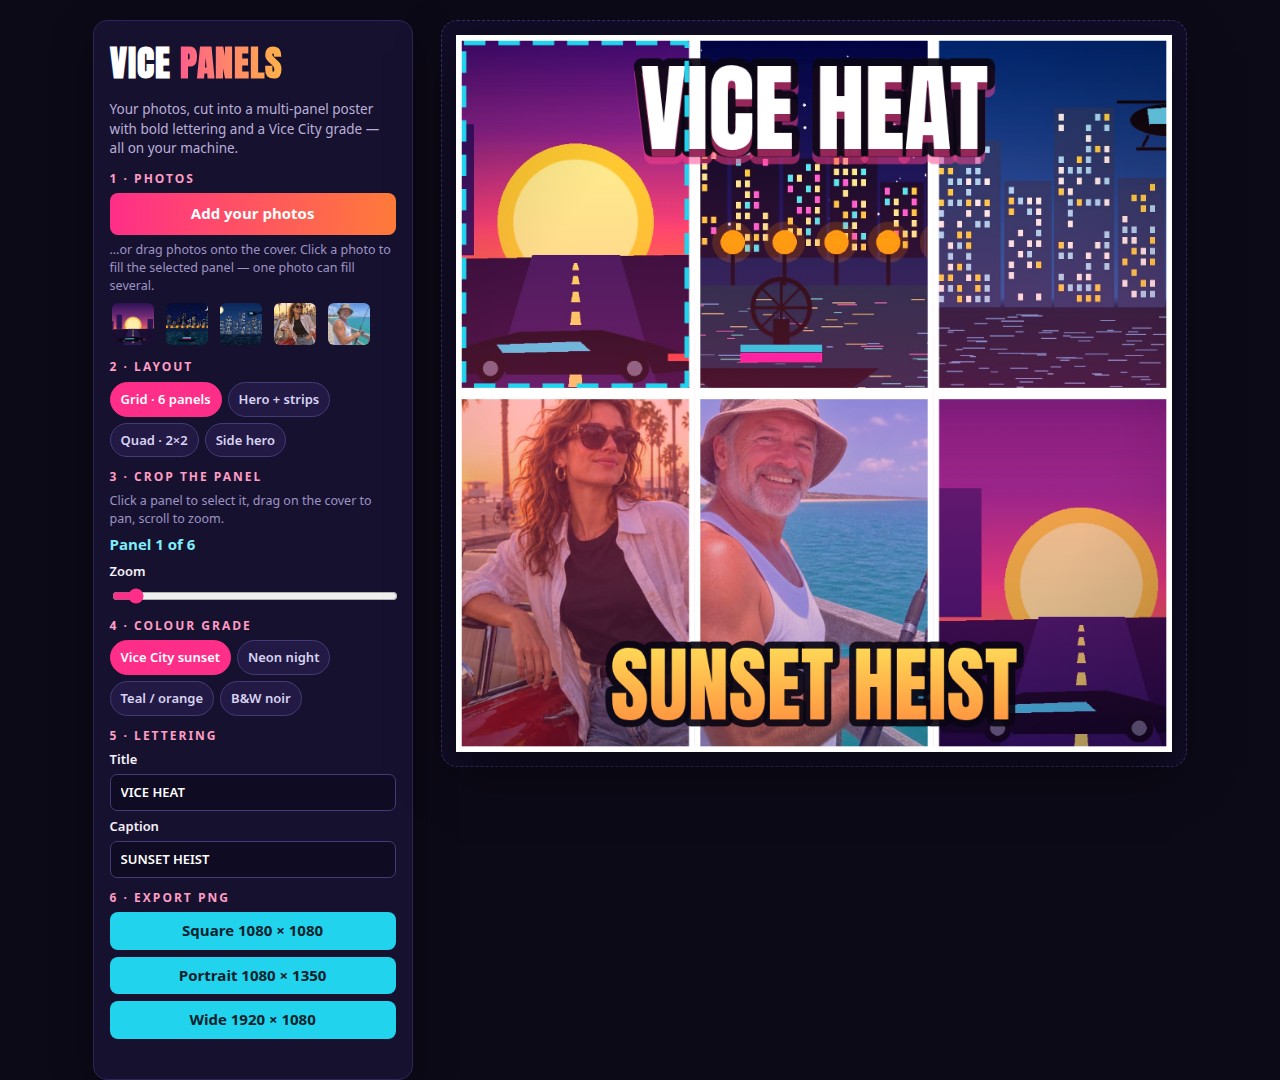 VICE PANELS
Your photos, cut into a multi-panel poster
with bold lettering and a Vice City grade —
all on your machine.
1 · PHOTOS
Add your photos
...or drag photos onto the cover. Click a photo to
fill the selected panel — one photo can fill
several.
2 · LAYOUT
Grid · 6 panels
Hero + strips
Quad · 2×2
Side hero
3 · CROP THE PANEL
Click a panel to select it, drag on the cover to
pan, scroll to zoom.
Panel 1 of 6
Zoom
4 · COLOUR GRADE
Vice City sunset
Neon night
Teal / orange
B&W noir
5 · LETTERING
Title
VICE HEAT
Caption
SUNSET HEIST
6 · EXPORT PNG
Square 1080 × 1080
Portrait 1080 × 1350
Wide 1920 × 1080
VICE HEAT
SUNSET HEIST